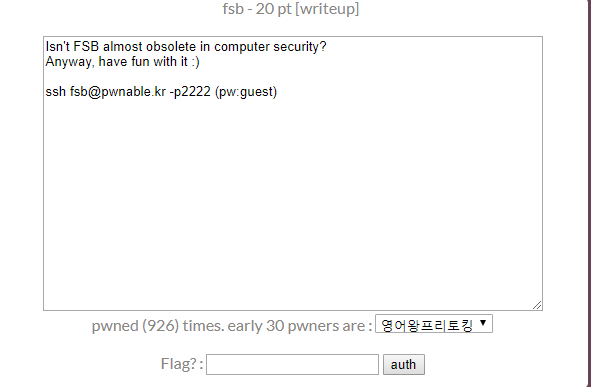 fsb - 20 pt [writeup]
Isn't FSB almost obsolete in computer security?
Anyway, have fun with it :)
ssh fsb@pwnable.kr -p2222 (pw:guest)
pwned (926) times. early 30 pwners are : 영어왕프리토킹
Flag? : auth